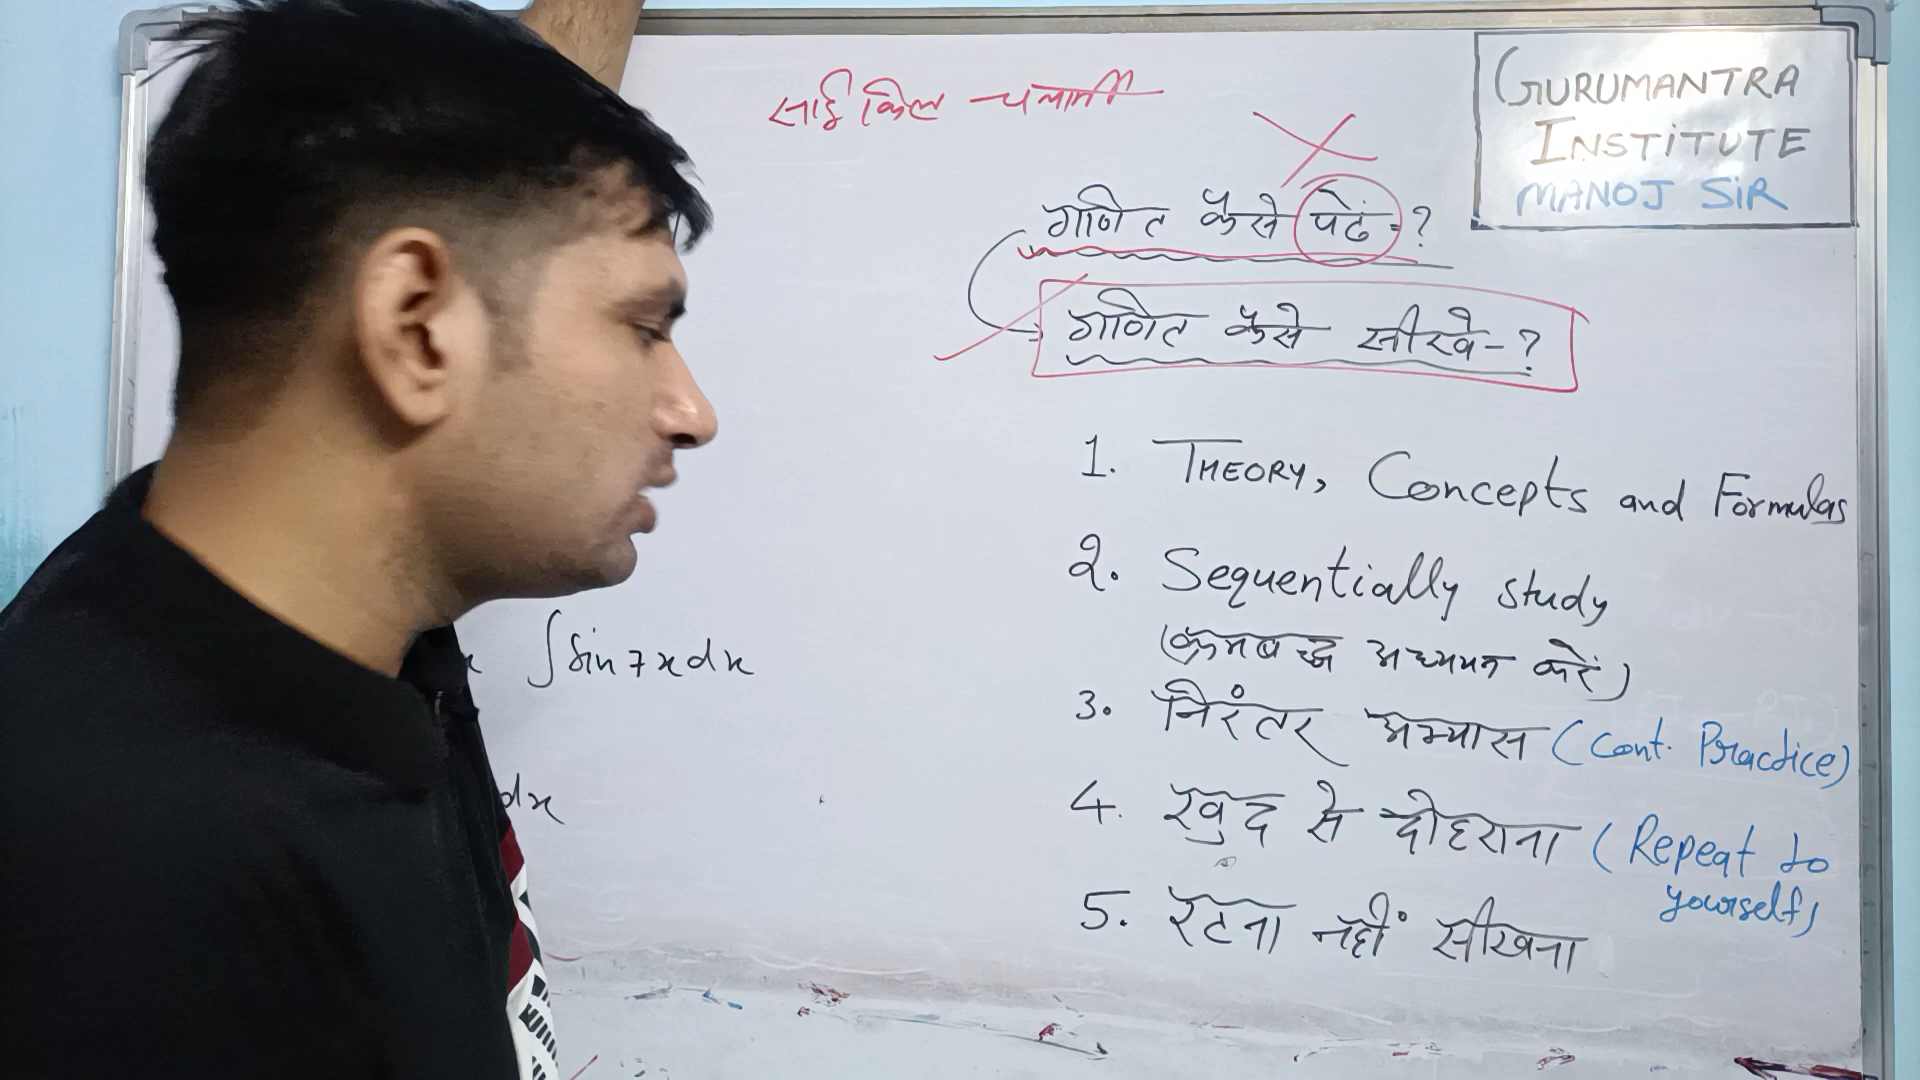 साईकिल चलाना
GURUMANTRA
INSTITUTE
MANOJ SIR
गणित कैसे पढें - ?
गणित कैसे सीखे - ?
1. THEORY, Concepts and Formulas
2. Sequentially study
(क्रमबद्ध अध्ययन करें)
3. निरंतर अभ्यास (Cont. Practice)
4. खुद से दोहराना (Repeat to
yourself)
5. रटना नहीं सीखना
∫sin7xdx
dx